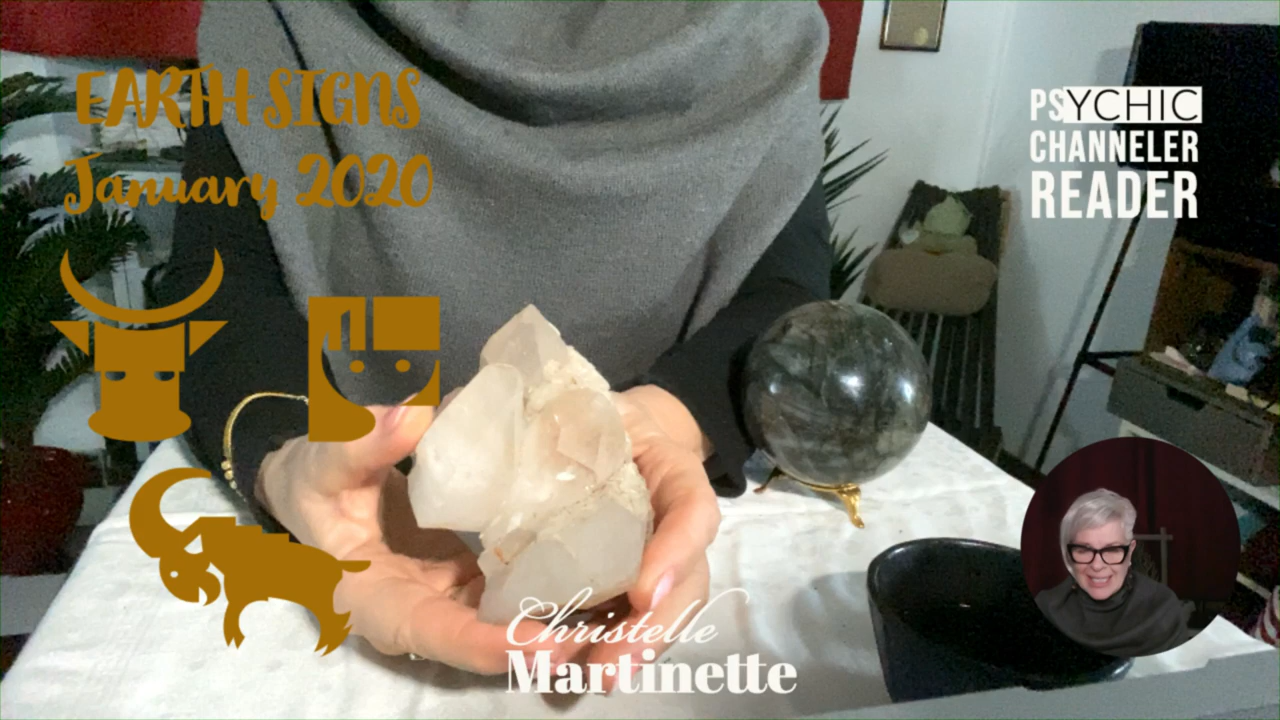 EARTH SIGNS
January 2020
PSYCHIC
CHANNELER
READER
Christelle
Martinette